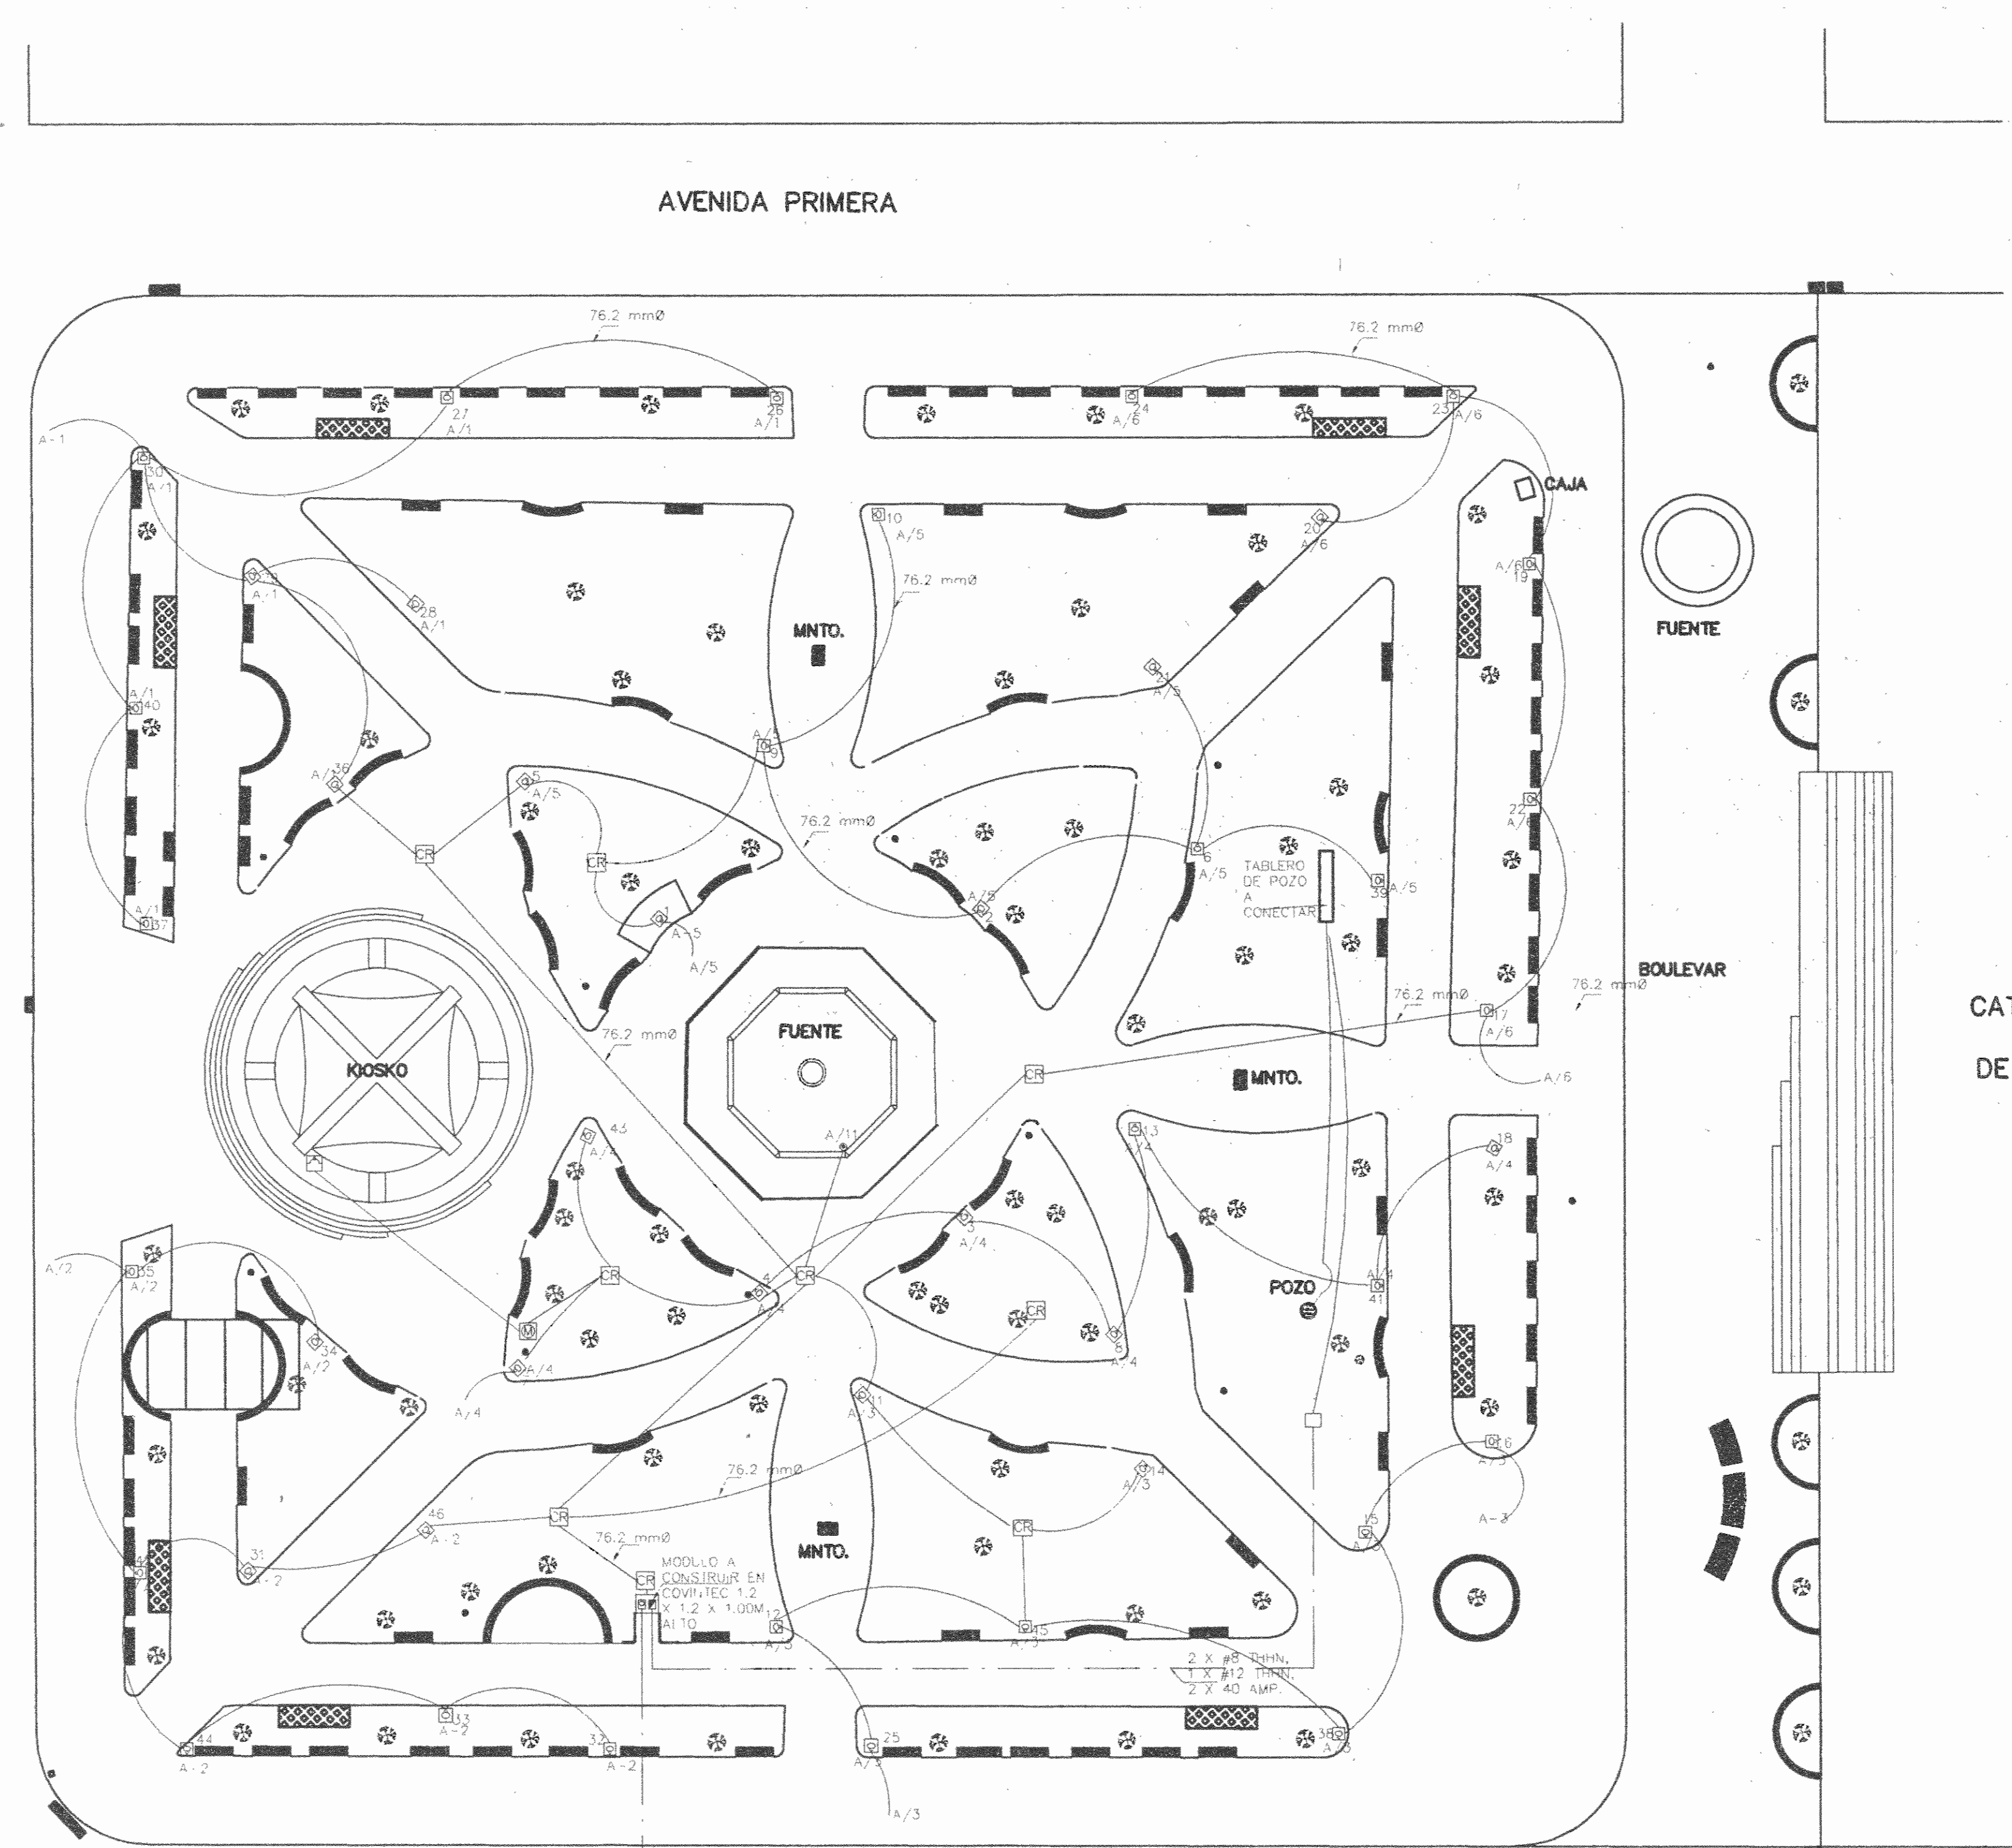 AVENIDA PRIMERA
76.2 mmØ
76.2 mmØ
27
A/1
26
A/1
24
A/6
23
A/6
A-1
30
A/1
CAJA
10
A/5
20
A/6
A/6
19
A/1
28
A/1
76.2 mmØ
FUENTE
MNTO.
21
A/5
A/1
40
A/5
9
36
5
A/5
22
A/6
76.2 mmØ
CR
CR
6
A/5
TABLERO
DE POZO
A
CONECTAR
39
A/5
A/1
37
1
A-5
A/5
A/5
2
BOULEVAR
76.2 mmØ
76.2 mmØ
17
A/6
CAT
FUENTE
76.2 mmØ
KIOSKO
CR
MNTO.
DE
A/6
43
A/4
A/11
13
A/4
18
A/4
3
A/4
A/2
35
A/2
CR
4
A/4
CR
POZO
A/4
41
CR
M
34
A/2
8
A/4
A/4
A/4
11
A/3
14
A/3
16
A/3
76.2 mmØ
46
A-2
CR
CR
A-3
15
76.2 mmØ
MNTO.
31
A-2
CR
MODULO A
CONSTRUIR EN
COVINTEC 1.2
X 1.2 X 1.00M
ALTO
12
A/3
45
A/3
2 X #8 THHN,
1 X #12 THHN,
2 X 40 AMP.
44
A-2
33
A-2
32
A-2
25
A/3
38
A/3
A/3